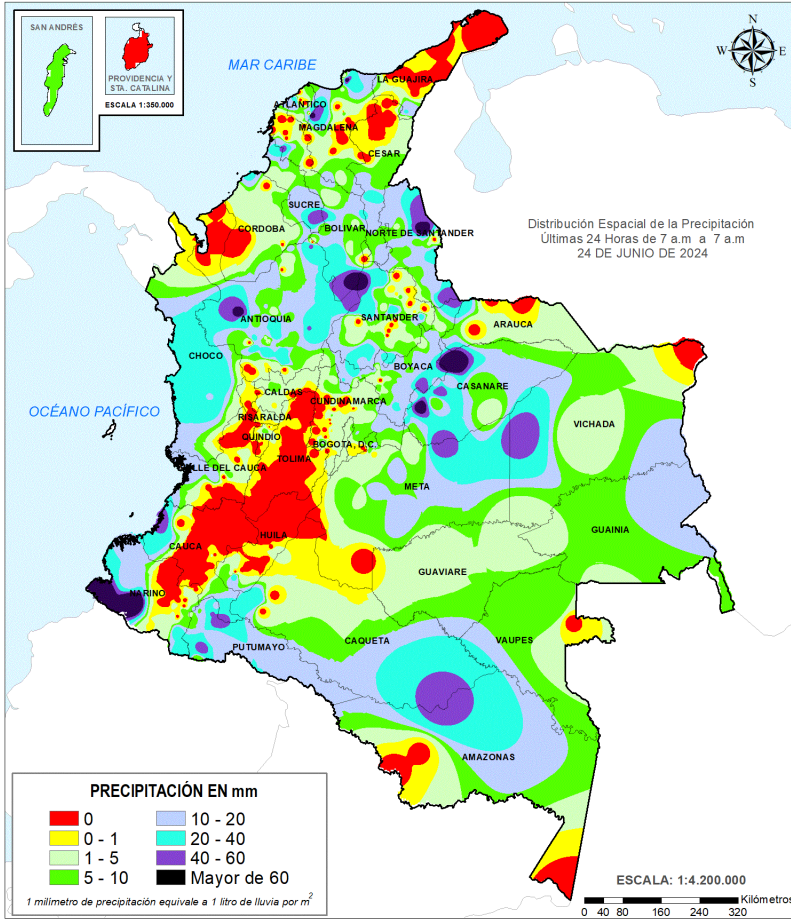 SAN ANDRÉS
PROVIDENCIA Y
STA. CATALINA
ESCALA 1:350.000
MAR CARIBE
N
W
E
S
LA GUAJIRA
ATLÁNTICO
MAGDALENA
CESAR
SUCRE
CORDOBA
BOLIVAR
NORTE DE SANTANDER
Distribución Espacial de la Precipitación
Últimas 24 Horas de 7 a.m a 7 a.m
24 DE JUNIO DE 2024
ANTIOQUIA
SANTANDER
ARAUCA
CHOCO
BOYACA
CASANARE
OCÉANO PACÍFICO
CALDAS
CUNDINAMARCA
RISARALDA
VICHADA
QUINDIO
BOGOTA, D.C.
TOLIMA
VALLE DEL CAUCA
META
GUAINIA
CAUCA
HUILA
GUAVIARE
NARIÑO
CAQUETA
VAUPES
PUTUMAYO
AMAZONAS
PRECIPITACIÓN EN mm
0
10 - 20
0 - 1
20 - 40
1 - 5
40 - 60
5 - 10
Mayor de 60
1 milímetro de precipitación equivale a 1 litro de lluvia por m²
ESCALA: 1:4.200.000
Kilómetros
0 40 80 160 240 320